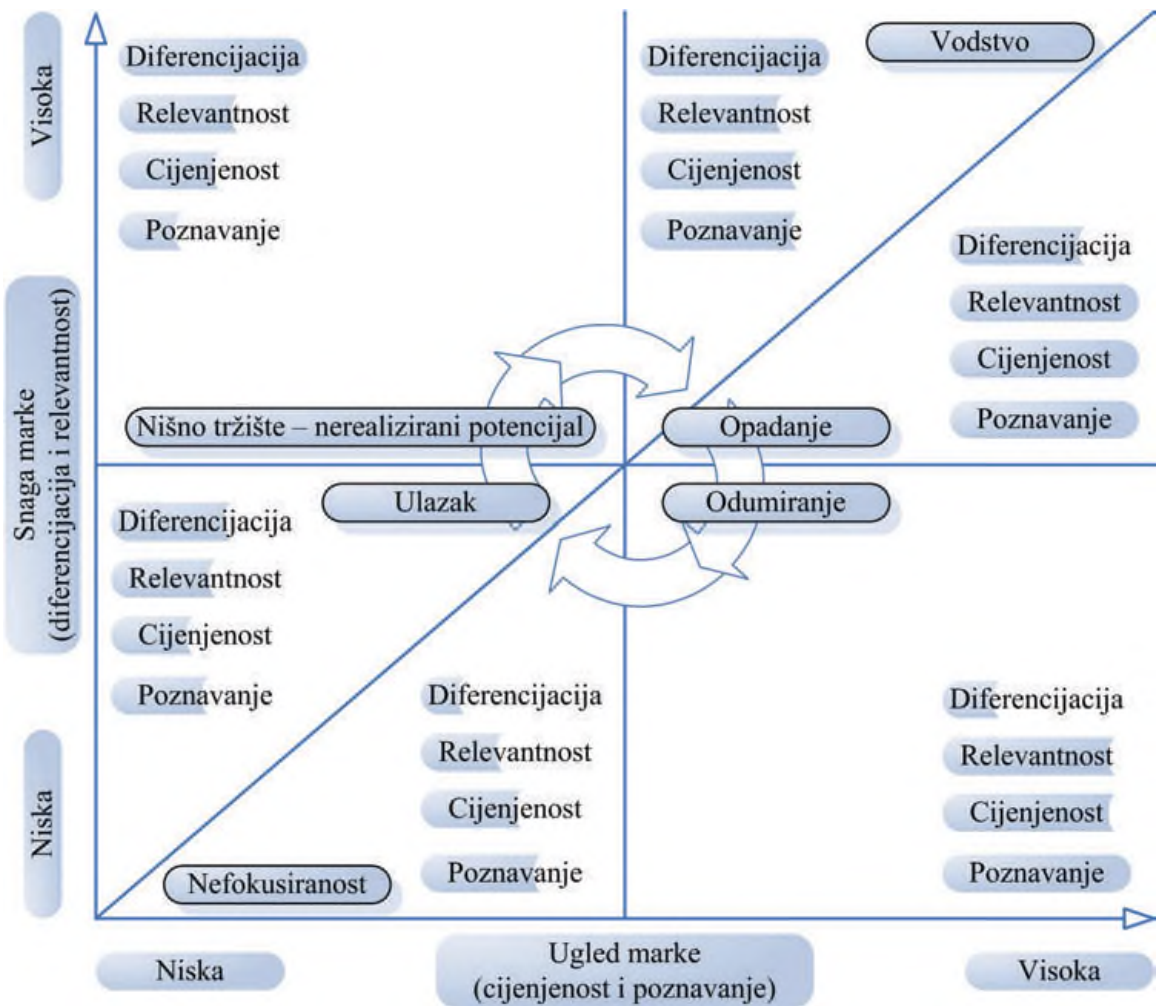 Visoka
Snaga marke
(diferencijacija i relevantnost)
Niska
Diferencijacija
Relevantnost
Cijenjenost
Poznavanje
Diferencijacija
Relevantnost
Cijenjenost
Poznavanje
Vodstvo
Diferencijacija
Relevantnost
Cijenjenost
Poznavanje
Nišno tržište – nerealizirani potencijal
Opadanje
Ulazak
Odumiranje
Diferencijacija
Relevantnost
Cijenjenost
Poznavanje
Diferencijacija
Relevantnost
Cijenjenost
Poznavanje
Diferencijacija
Relevantnost
Cijenjenost
Poznavanje
Nefokusiranost
Niska
Ugled marke
(cijenjenost i poznavanje)
Visoka